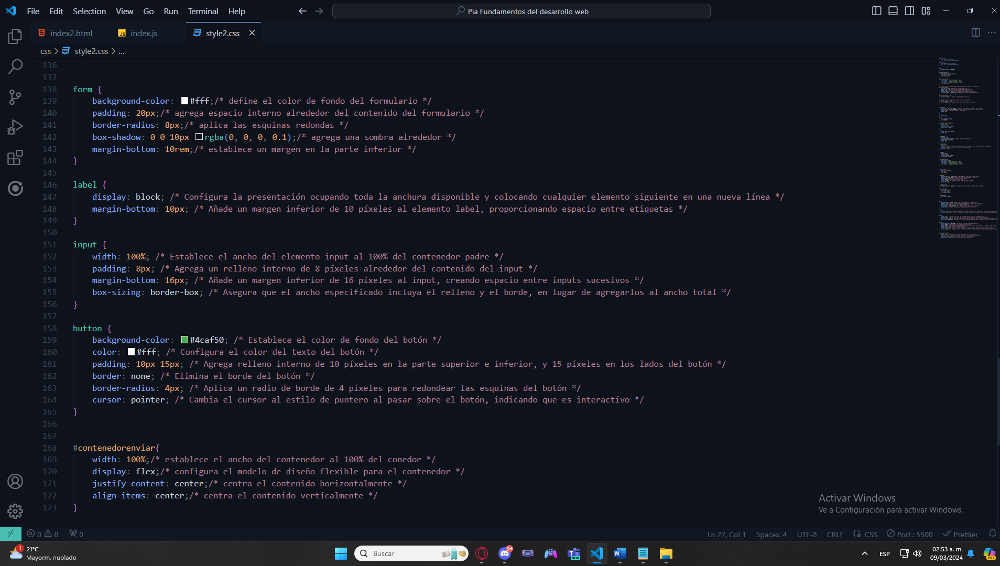 File Edit Selection View Go Run Terminal Help
Pia Fundamentos del desarrollo web
index2.html
index.js
style2.css
css > style2.css > ...
136
137
138 form {
139 background-color: #fff;/* define el color de fondo del formulario */
140 padding: 20px;/* agrega espacio interno alrededor del contenido del formulario */
141 border-radius: 8px;/* aplica las esquinas redondas */
142 box-shadow: 0 0 10px rgba(0, 0, 0, 0.1);/* agrega una sombra alrededor */
143 margin-bottom: 10rem;/* establece un margen en la parte inferior */
144 }
145
146 label {
147 display: block; /* Configura la presentación ocupando toda la anchura disponible y colocando cualquier elemento siguiente en una nueva línea */
148 margin-bottom: 10px; /* Añade un margen inferior de 10 píxeles al elemento label, proporcionando espacio entre etiquetas */
149 }
150
151 input {
152 width: 100%; /* Establece el ancho del elemento input al 100% del contenedor padre */
153 padding: 8px; /* Agrega un relleno interno de 8 píxeles alrededor del contenido del input */
154 margin-bottom: 16px; /* Añade un margen inferior de 16 píxeles al input, creando espacio entre inputs sucesivos */
155 box-sizing: border-box; /* Asegura que el ancho especificado incluya el relleno y el borde, en lugar de agregarlos al ancho total */
156 }
157
158 button {
159 background-color: #4caf50; /* Establece el color de fondo del botón */
160 color: #fff; /* Configura el color del texto del botón */
161 padding: 10px 15px; /* Agrega relleno interno de 10 píxeles en la parte superior e inferior, y 15 píxeles en los lados del botón */
162 border: none; /* Elimina el borde del botón */
163 border-radius: 4px; /* Aplica un radio de borde de 4 píxeles para redondear las esquinas del botón */
164 cursor: pointer; /* Cambia el cursor al estilo de puntero al pasar sobre el botón, indicando que es interactivo */
165 }
166
167
168 #contenedorenviar{
169 width: 100%;/* establece el ancho del contenedor al 100% del conedor */
170 display: flex;/* configura el modelo de diseño flexible para el contenedor */
171 justify-content: center;/* centra el contenido horizontalmente */
172 align-items: center;/* centra el contenido verticalmente */
173 }
Activar Windows
Ve a Configuración para activar Windows.
0 0 0 Ln 27, Col 1 Spaces: 4 UTF-8 CRLF CSS Port : 5500 Prettier
1
21°C
Mayorm. nublado
Buscar
9+
NEW
ESP
02:53 a. m.
09/03/2024
PRE